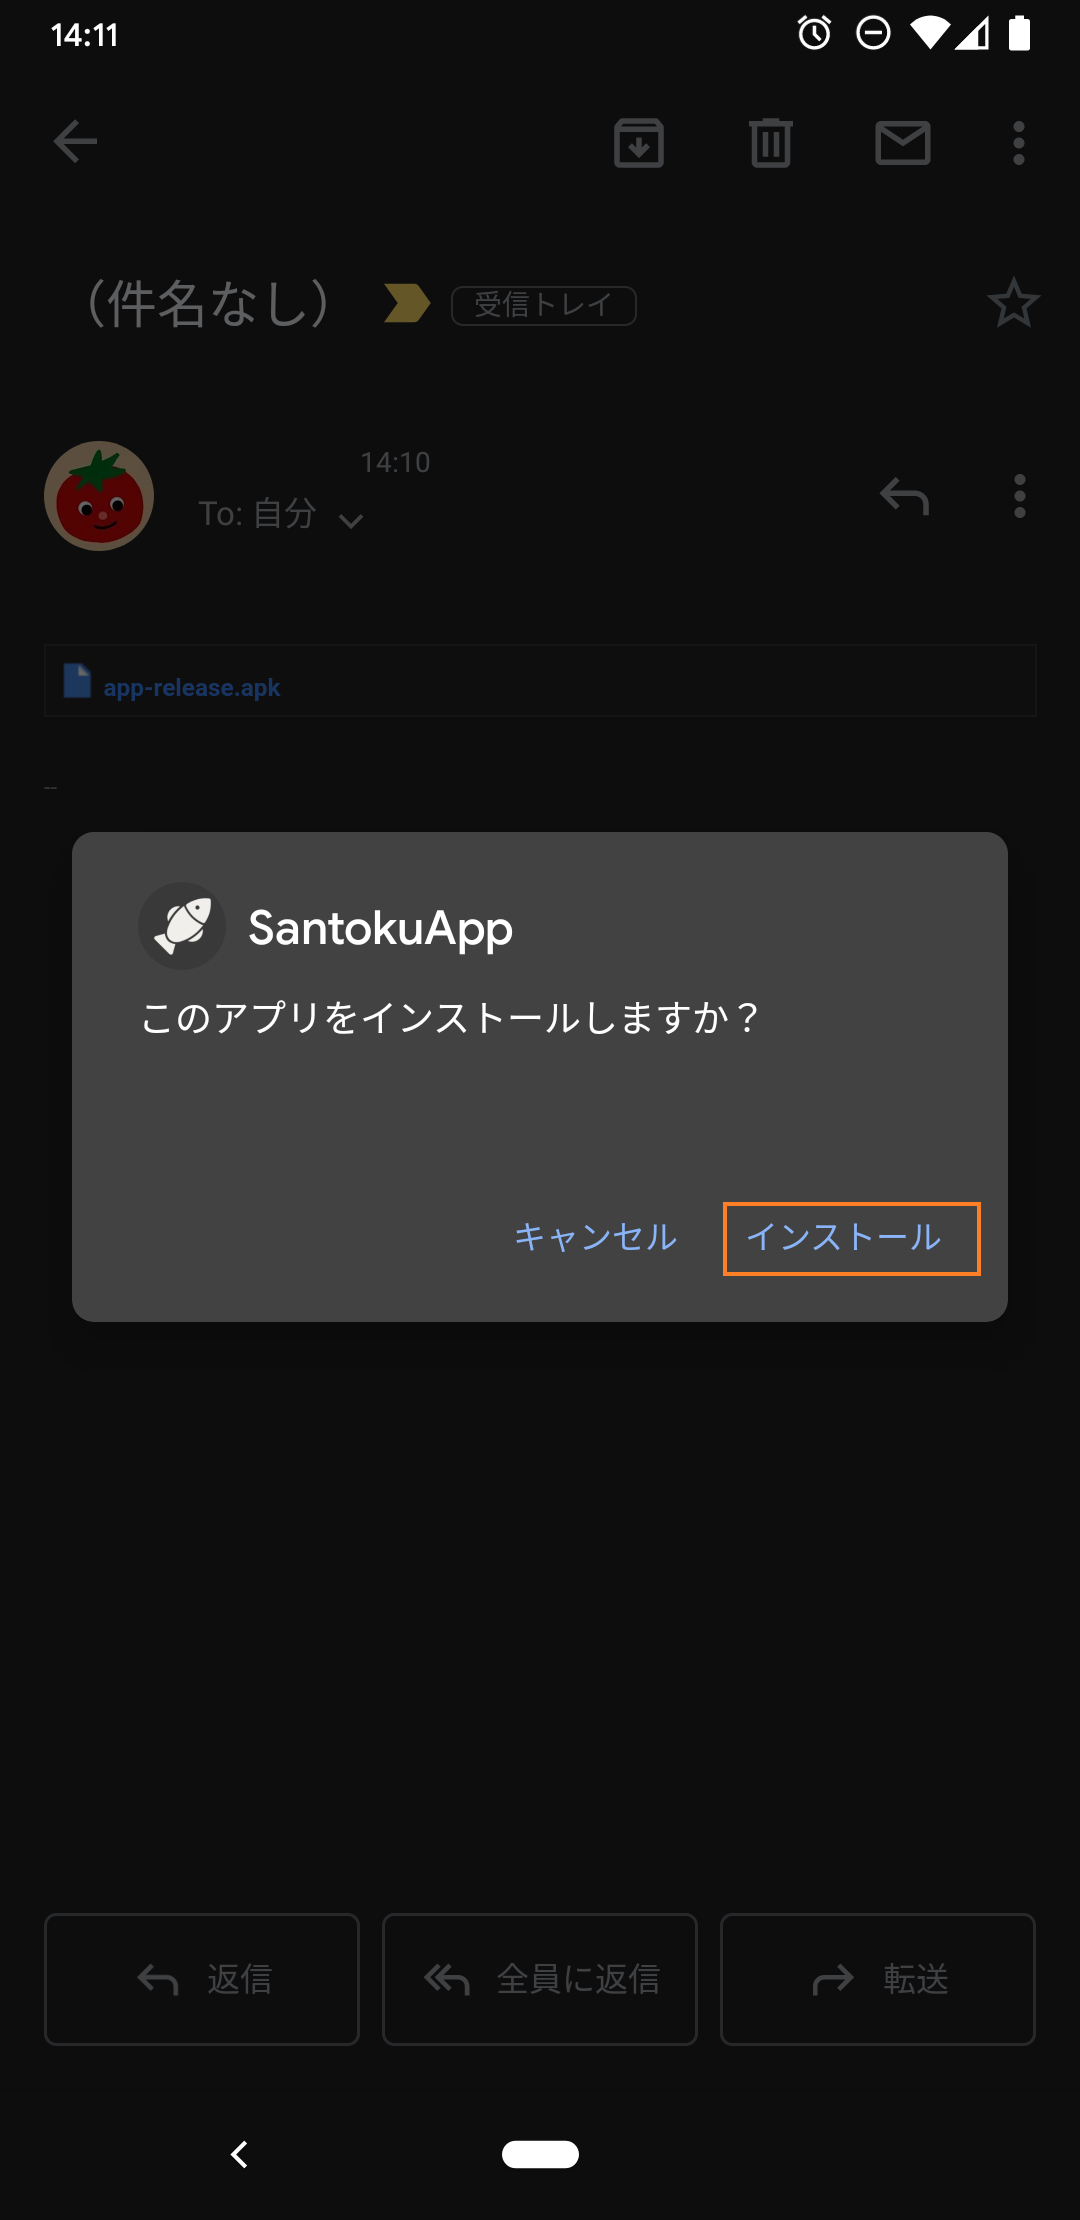 14:11
（件名なし） 受信トレイ
14:10
To: 自分
app-release.apk
--
SantokuApp
このアプリをインストールしますか？
キャンセル インストール
返信 全員に返信 転送